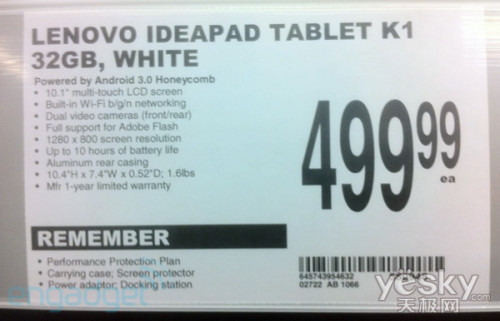 LENOVO IDEAPAD TABLET K1
32GB, WHITE
Powered by Android 3.0 Honeycomb
• 10.1" multi-touch LCD screen
• Built-in Wi-Fi b/g/n networking
• Dual video cameras (front/rear)
• Full support for Adobe Flash
• 1280 x 800 screen resolution
• Up to 10 hours of battery life
• Aluminum rear casing
• 10.4"H x 7.4"W x 0.52"D; 1.6lbs
• Mfr 1-year limited warranty
499 99
ea
REMEMBER
• Performance Protection Plan
• Carrying case; Screen protector
• Power adaptor; Docking station
645743954632
02722 AB 1066
engadget
yesky
天极网